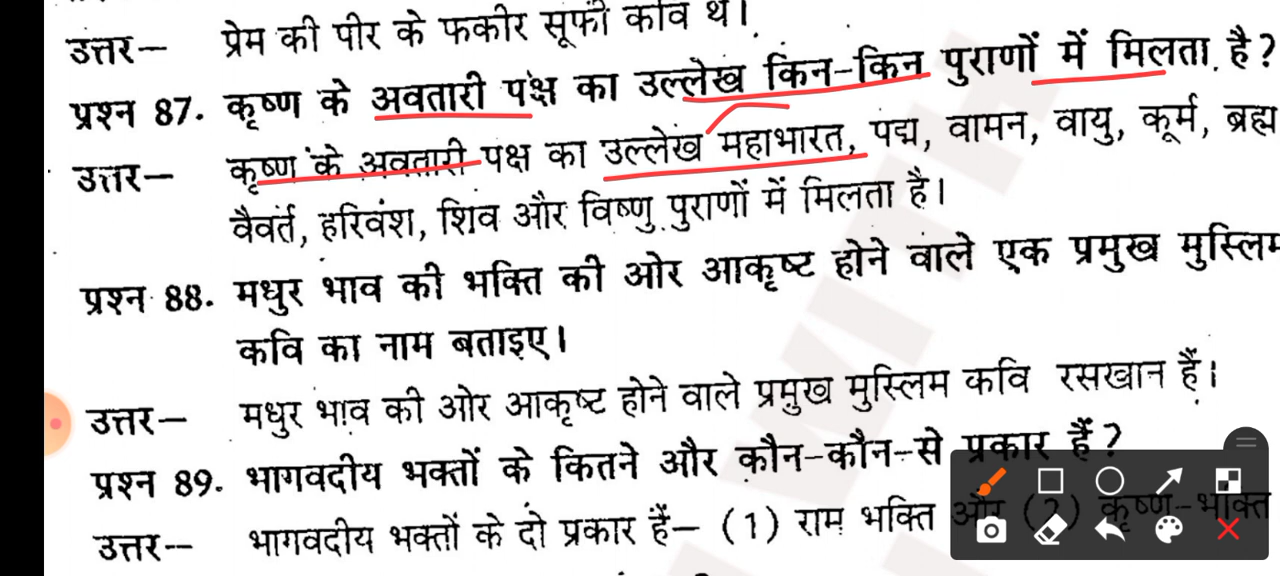 उत्तर— प्रेम की पीर के फकीर सूफी कवि थे।
प्रश्न 87. कृष्ण के अवतारी पक्ष का उल्लेख किन-किन पुराणों में मिलता है?
उत्तर— कृष्ण के अवतारी पक्ष का उल्लेख महाभारत, पद्म, वामन, वायु, कूर्म, ब्रह्म
वैवर्त, हरिवंश, शिव और विष्णु पुराणों में मिलता है।
प्रश्न 88. मधुर भाव की भक्ति की ओर आकृष्ट होने वाले एक प्रमुख मुस्लिम
कवि का नाम बताइए।
उत्तर— मधुर भाव की ओर आकृष्ट होने वाले प्रमुख मुस्लिम कवि रसखान हैं।
प्रश्न 89. भागवदीय भक्तों के कितने और कौन-कौन-से प्रकार हैं?
उत्तर— भागवदीय भक्तों के दो प्रकार हैं— (1) राम भक्ति और (2) कृष्ण-भक्ति